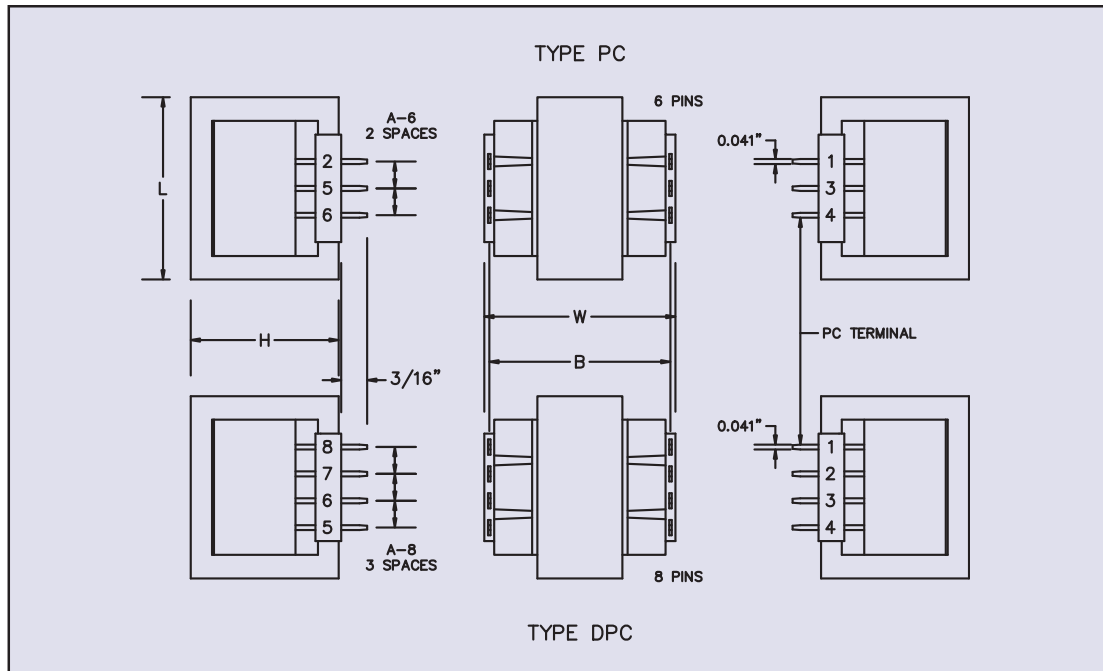 TYPE PC
A-6
2 SPACES
6 PINS
0.041"
L
2
5
6
1
3
4
H
W
B
3/16"
PC TERMINAL
0.041"
8
7
6
5
1
2
3
4
A-8
3 SPACES
8 PINS
TYPE DPC